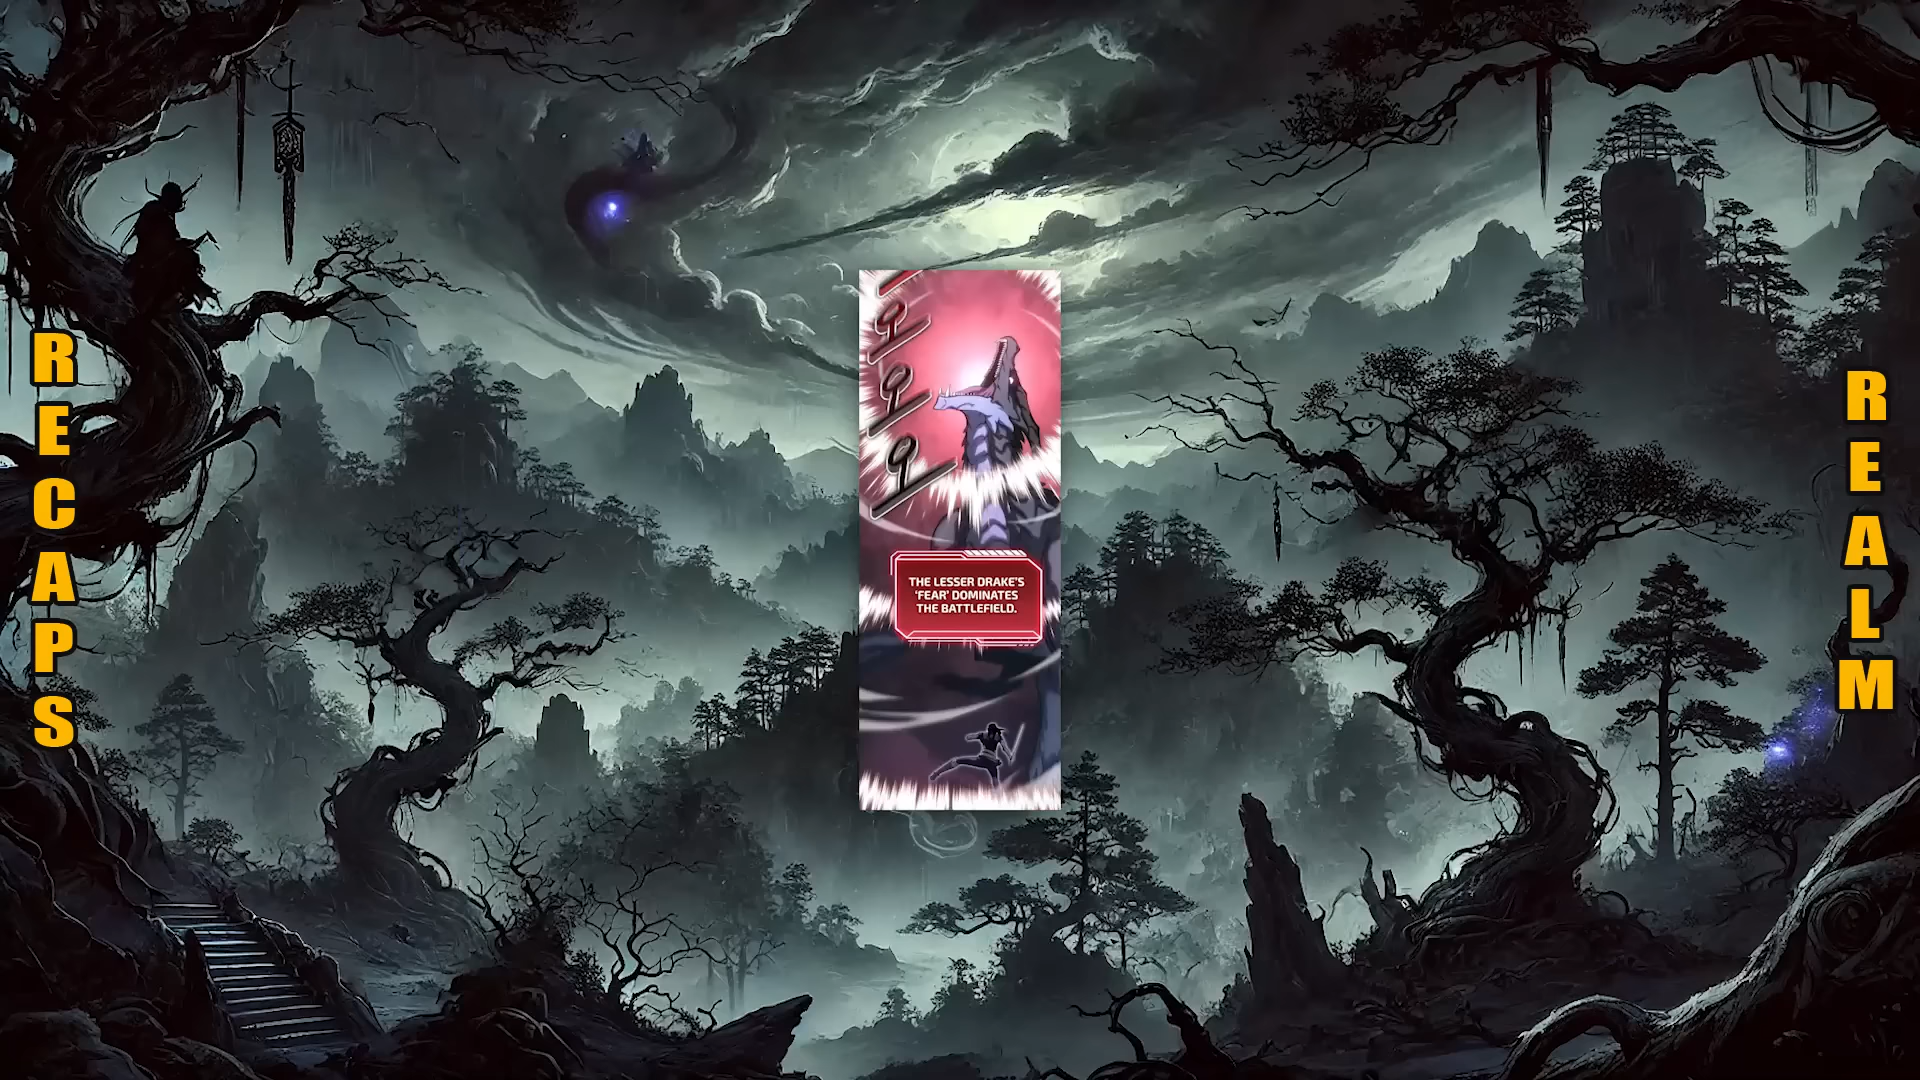 RECAPS
REALM
오
오
오
THE LESSER DRAKE'S
'FEAR' DOMINATES
THE BATTLEFIELD.